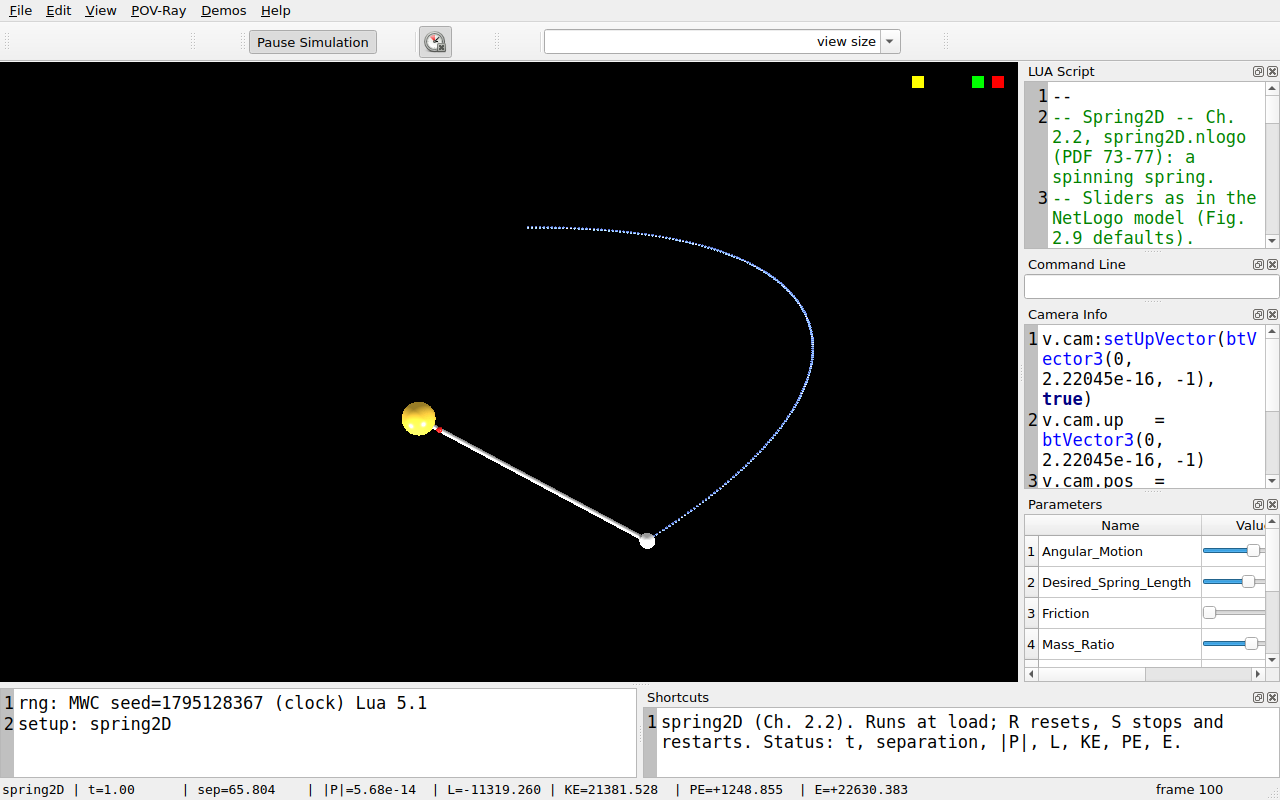 File Edit View POV-Ray Demos Help
Pause Simulation
view size
LUA Script
1 --
2 -- Spring2D -- Ch.
2.2, spring2D.nlogo
(PDF 73-77): a
spinning spring.
3 -- Sliders as in the
NetLogo model (Fig.
2.9 defaults).
Command Line
Camera Info
1 v.cam:setUpVector(btV
ector3(0,
2.22045e-16, -1),
true)
2 v.cam.up   =
btVector3(0,
2.22045e-16, -1)
3 v.cam.pos  =
Parameters
Name Valu
1 Angular_Motion
2 Desired_Spring_Length
3 Friction
4 Mass_Ratio
1 rng: MWC seed=1795128367 (clock) Lua 5.1
2 setup: spring2D
Shortcuts
1 spring2D (Ch. 2.2). Runs at load; R resets, S stops and
restarts. Status: t, separation, |P|, L, KE, PE, E.
spring2D | t=1.00 | sep=65.804 | |P|=5.68e-14 | L=-11319.260 | KE=21381.528 | PE=+1248.855 | E=+22630.383 frame 100